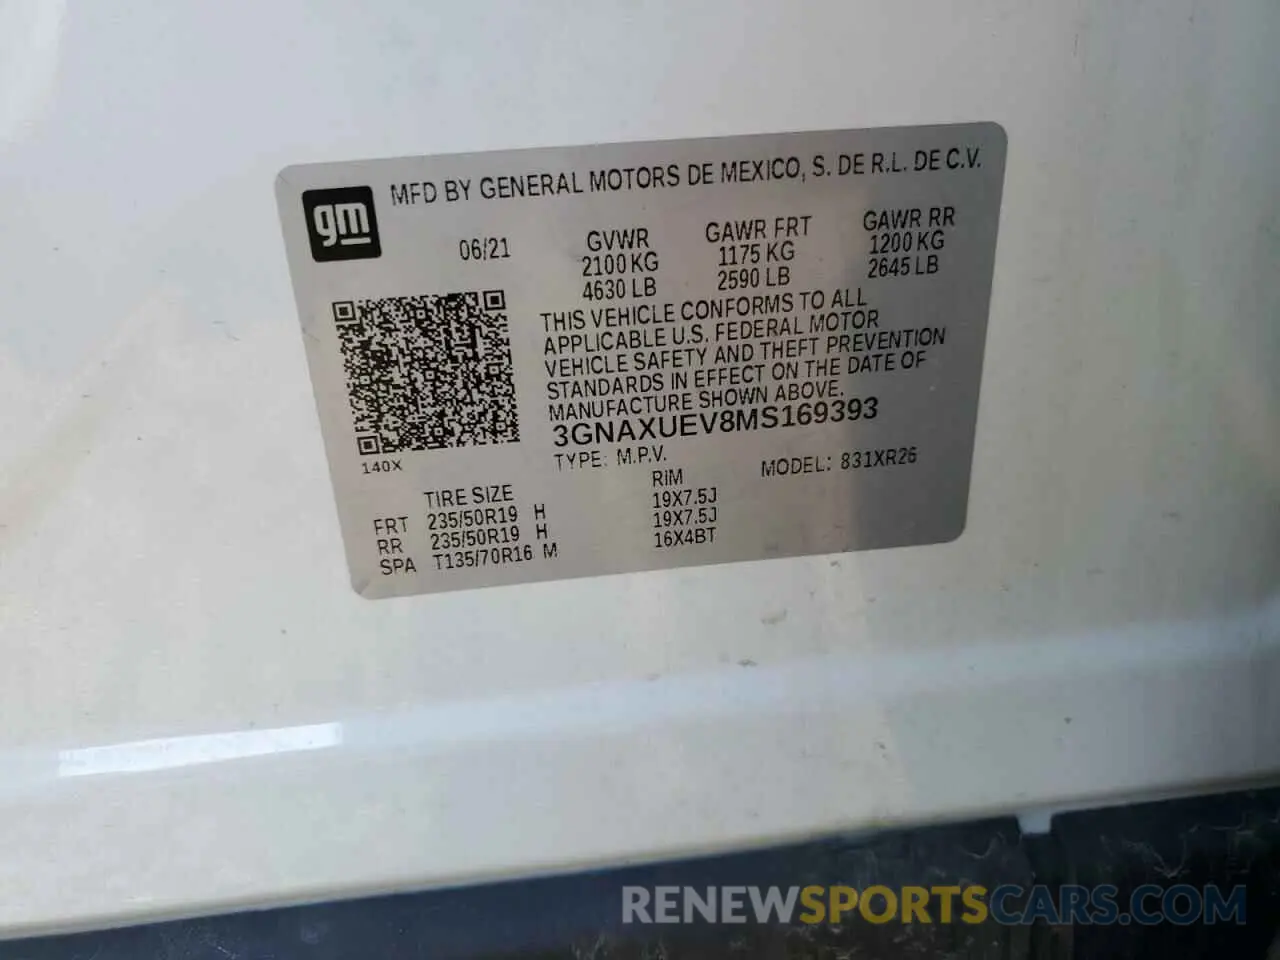 gm
MFD BY GENERAL MOTORS DE MEXICO, S. DE R.L. DE C.V.
06/21 GVWR GAWR FRT GAWR RR
2100 KG 1175 KG 1200 KG
4630 LB 2590 LB 2645 LB
THIS VEHICLE CONFORMS TO ALL
APPLICABLE U.S. FEDERAL MOTOR
VEHICLE SAFETY AND THEFT PREVENTION
STANDARDS IN EFFECT ON THE DATE OF
MANUFACTURE SHOWN ABOVE.
3GNAXUEV8MS169393
140X
TYPE: M.P.V. MODEL: 831XR26
TIRE SIZE RIM
FRT 235/50R19 H 19X7.5J
RR 235/50R19 H 19X7.5J
SPA T135/70R16 M 16X4BT
RENEWSPORTSCARS.COM